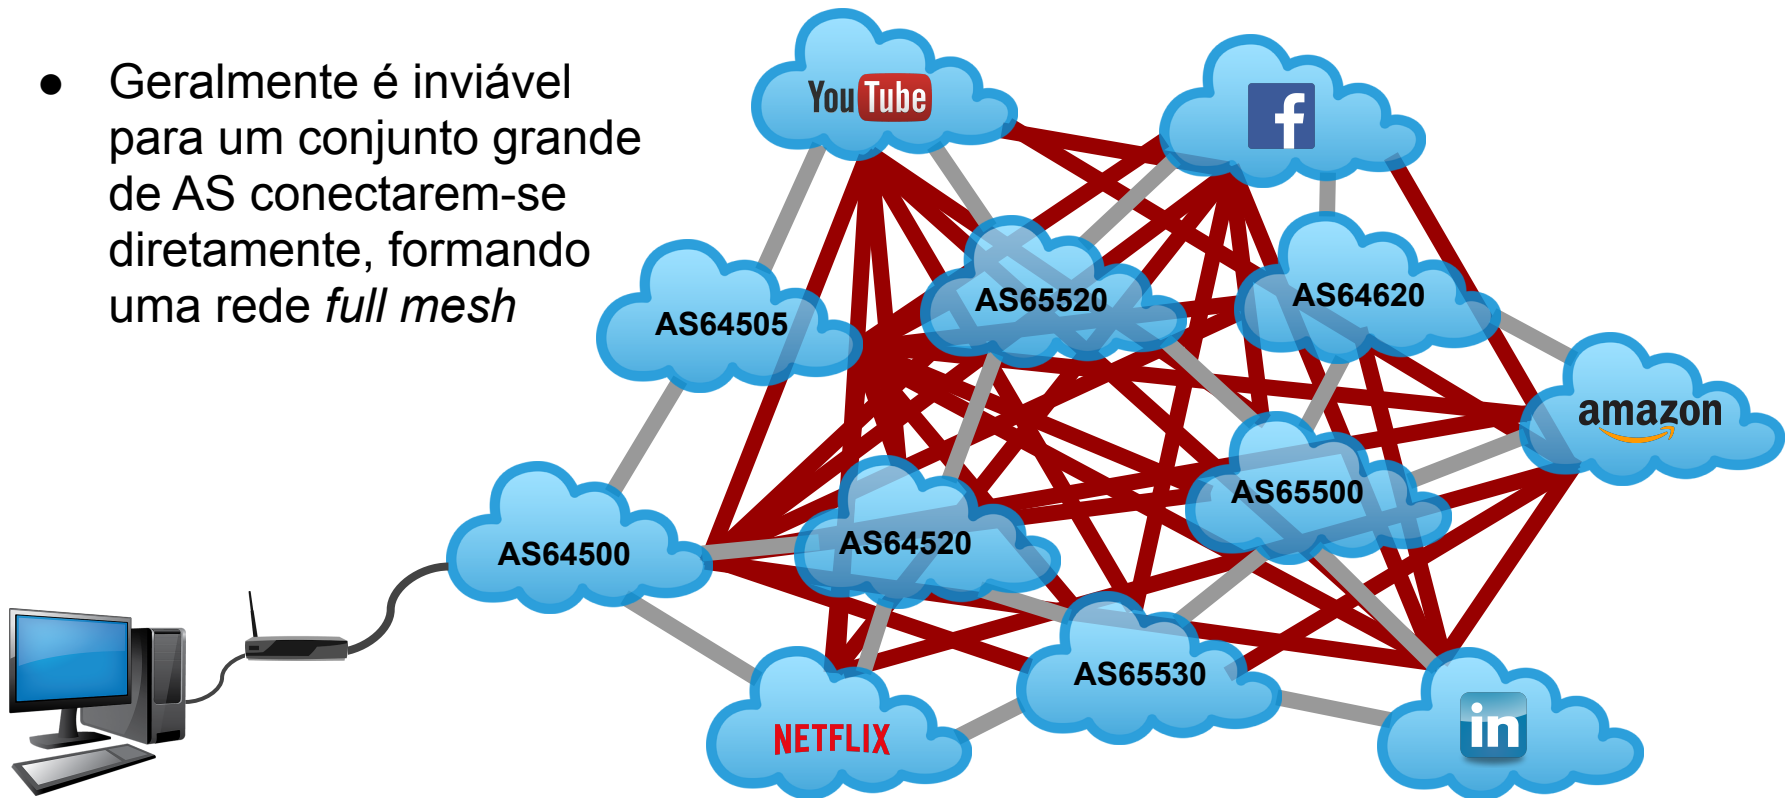 ● Geralmente é inviável
para um conjunto grande
de AS conectarem-se
diretamente, formando
uma rede full mesh
YouTube
f
AS64505
AS65520
AS64620
amazon
AS65500
AS64500
AS64520
AS65530
NETFLIX
in